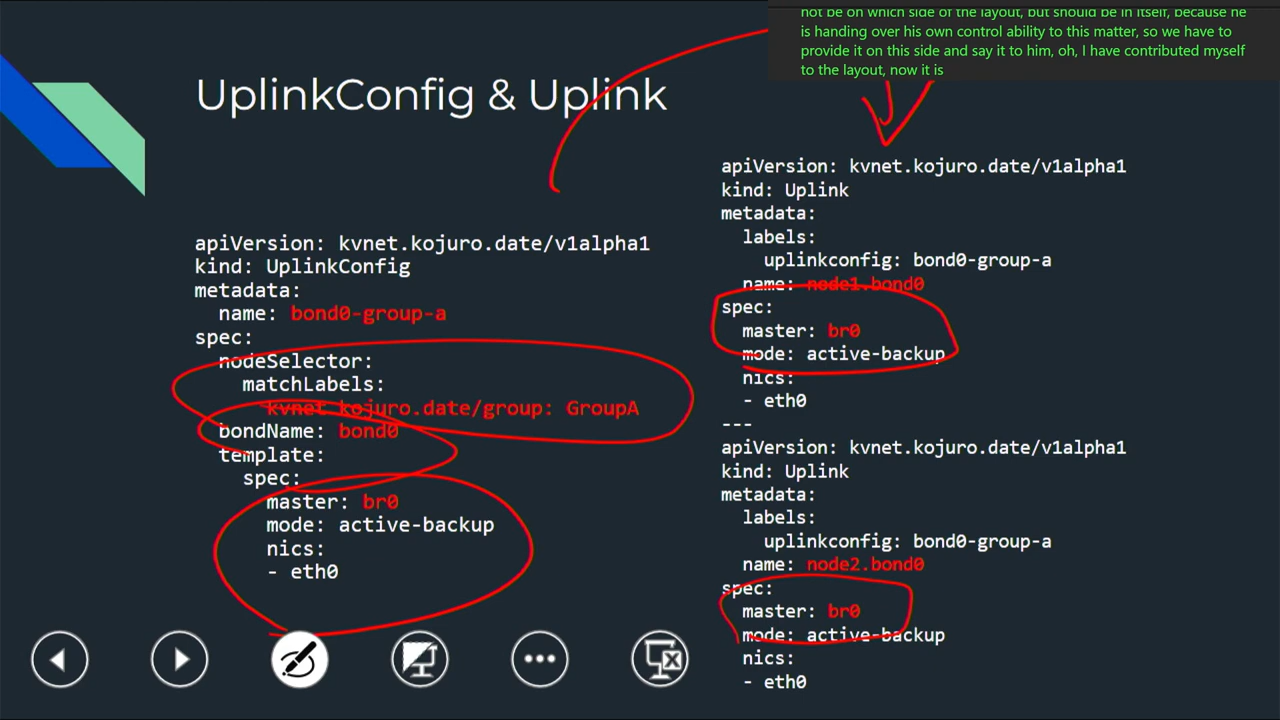 not be on which side of the layout, but should be in itself, because he
is handing over his own control ability to this matter, so we have to
provide it on this side and say it to him, oh, I have contributed myself
to the layout, now it is
UplinkConfig & Uplink
apiVersion: kvnet.kojuro.date/v1alpha1
kind: UplinkConfig
metadata:
  name: bond0-group-a
spec:
  nodeSelector:
    matchLabels:
      kvnet.kojuro.date/group: GroupA
  bondName: bond0
  template:
    spec:
      master: br0
      mode: active-backup
      nics:
      - eth0
apiVersion: kvnet.kojuro.date/v1alpha1
kind: Uplink
metadata:
  labels:
    uplinkconfig: bond0-group-a
  name: node1.bond0
spec:
  master: br0
  mode: active-backup
  nics:
  - eth0
---
apiVersion: kvnet.kojuro.date/v1alpha1
kind: Uplink
metadata:
  labels:
    uplinkconfig: bond0-group-a
  name: node2.bond0
spec:
  master: br0
  mode: active-backup
  nics:
  - eth0